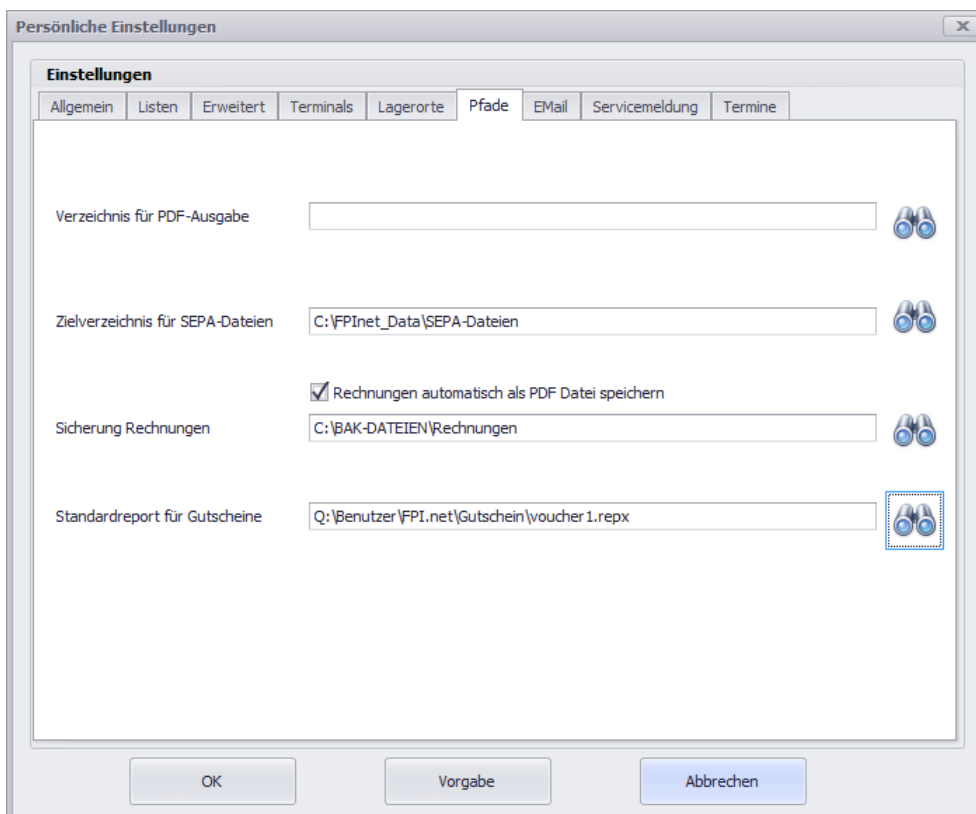 Persönliche Einstellungen
Einstellungen
Allgemein Listen Erweitert Terminals Lagerorte Pfade EMail Servicemeldung Termine
Verzeichnis für PDF-Ausgabe
Zielverzeichnis für SEPA-Dateien C:\FPInet_Data\SEPA-Dateien
Rechnungen automatisch als PDF Datei speichern
Sicherung Rechnungen C:\BAK-DATEIEN\Rechnungen
Standardreport für Gutscheine Q:\Benutzer\FPI.net\Gutschein\voucher1.repx
OK Vorgabe Abbrechen